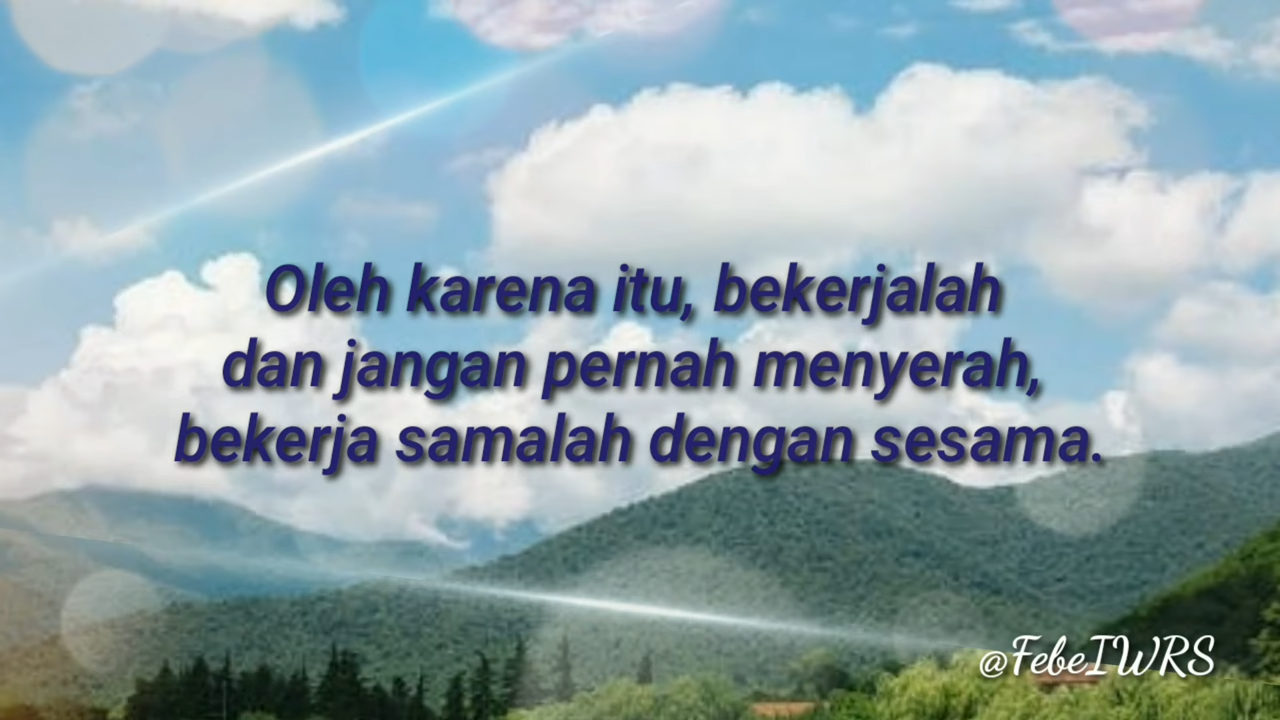 Oleh karena itu, bekerjalah
dan jangan pernah menyerah,
bekerja samalah dengan sesama.
@FebeIWRS